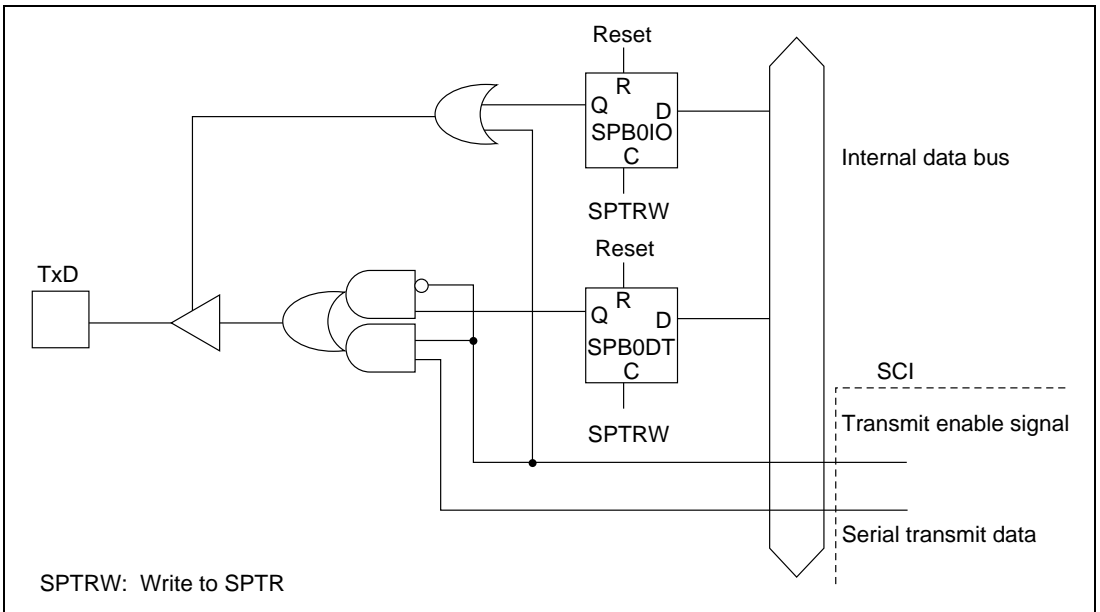 Reset
R
Q
D
SPB0IO
C
Internal data bus
SPTRW
Reset
TxD
R
Q
D
SPB0DT
C
SCI
Transmit enable signal
SPTRW
Serial transmit data
SPTRW: Write to SPTR